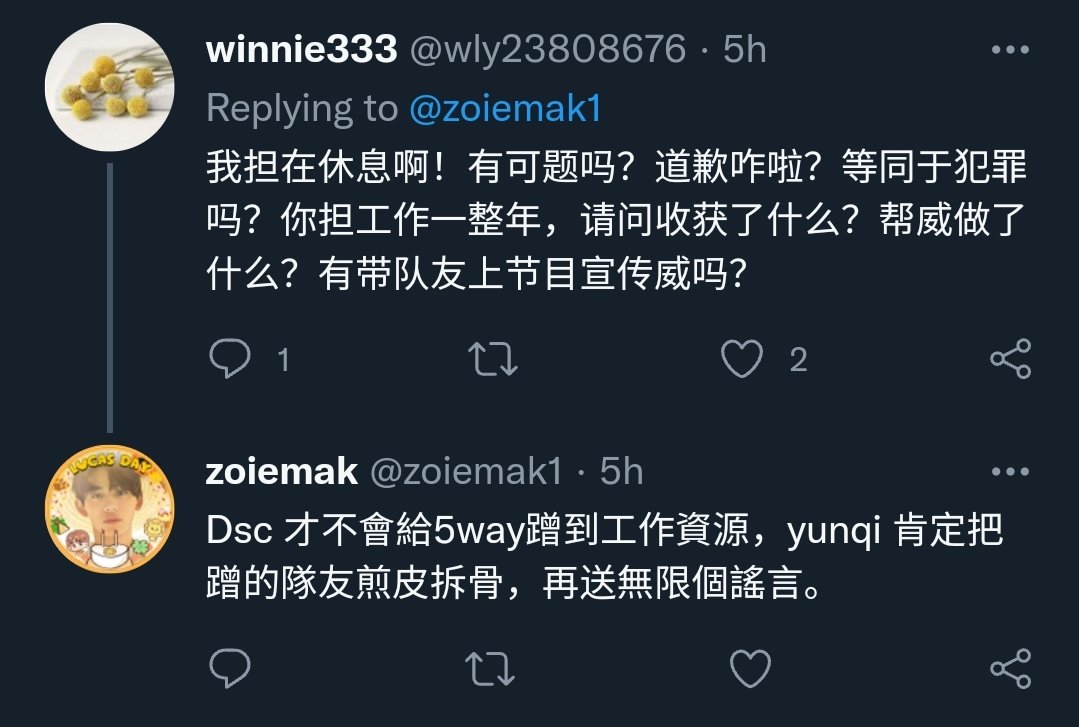 winnie333 @wly23808676 · 5h
Replying to @zoiemak1
我担在休息啊！有可题吗？道歉咋啦？等同于犯罪
吗？你担工作一整年，请问收获了什么？帮威做了
什么？有带队友上节目宣传威吗？
1
2
LUCAS DAY
zoiemak @zoiemak1 · 5h
Dsc 才不會給5way蹭到工作資源，yunqi 肯定把
蹭的隊友煎皮拆骨，再送無限個謠言。